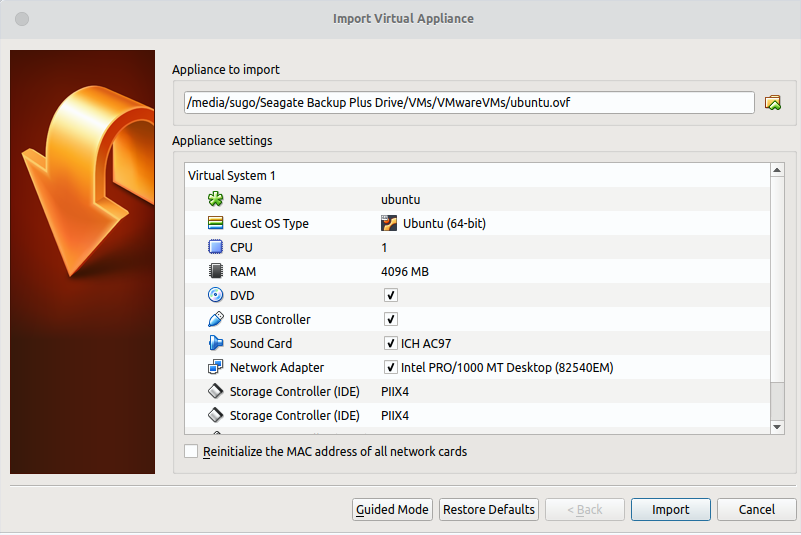 Import Virtual Appliance
Appliance to import
/media/sugo/Seagate Backup Plus Drive/VMs/VMwareVMs/ubuntu.ovf
Appliance settings
Virtual System 1
Name ubuntu
Guest OS Type Ubuntu (64-bit)
CPU 1
RAM 4096 MB
DVD
USB Controller
Sound Card ICH AC97
Network Adapter Intel PRO/1000 MT Desktop (82540EM)
Storage Controller (IDE) PIIX4
Storage Controller (IDE) PIIX4
Reinitialize the MAC address of all network cards
Guided Mode Restore Defaults < Back Import Cancel